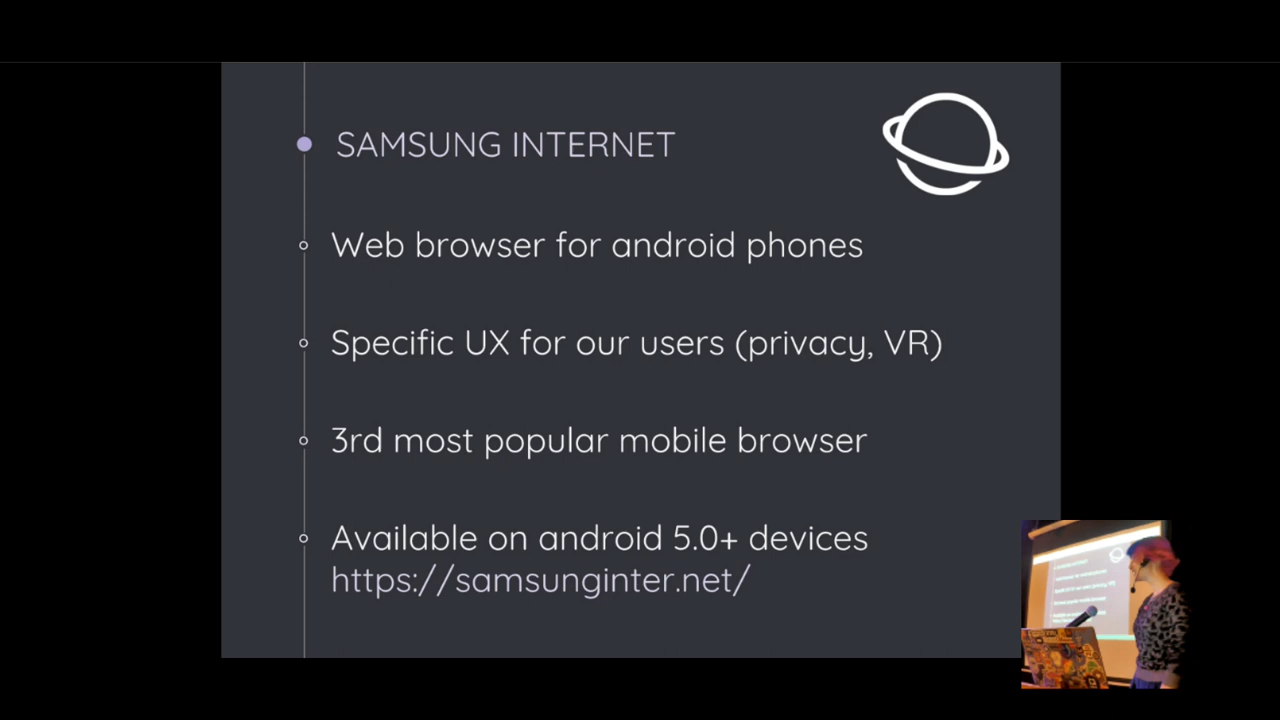 SAMSUNG INTERNET
Web browser for android phones
Specific UX for our users (privacy, VR)
3rd most popular mobile browser
Available on android 5.0+ devices
https://samsunginter.net/